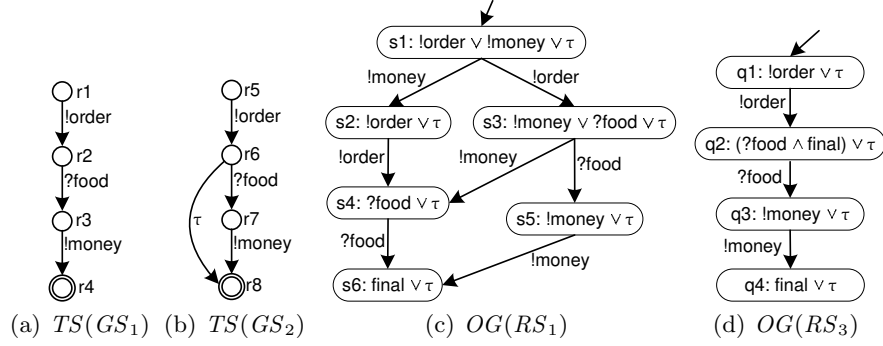 s1: !order ∨ !money ∨ τ
q1: !order ∨ τ
r1
r5
!money
!order
!order
!order
!order
r2
r6
s2: !order ∨ τ
s3: !money ∨ ?food ∨ τ
q2: (?food ∧ final) ∨ τ
?food
?food
τ
!order
!money
?food
?food
r3
r7
s4: ?food ∨ τ
s5: !money ∨ τ
q3: !money ∨ τ
!money
!money
?food
!money
!money
r4
r8
s6: final ∨ τ
q4: final ∨ τ
(a) TS(GS₁)
(b) TS(GS₂)
(c) OG(RS₁)
(d) OG(RS₃)